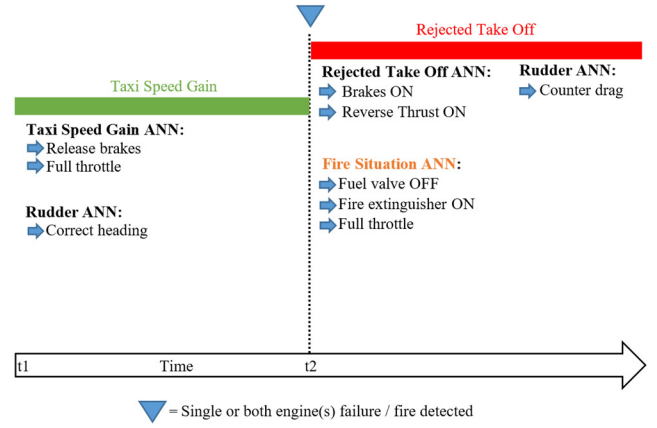 Rejected Take Off
Taxi Speed Gain
Rejected Take Off ANN:
Brakes ON
Reverse Thrust ON
Rudder ANN:
Counter drag
Taxi Speed Gain ANN:
Release brakes
Full throttle
Fire Situation ANN:
Fuel valve OFF
Fire extinguisher ON
Full throttle
Rudder ANN:
Correct heading
t1 Time t2
= Single or both engine(s) failure / fire detected